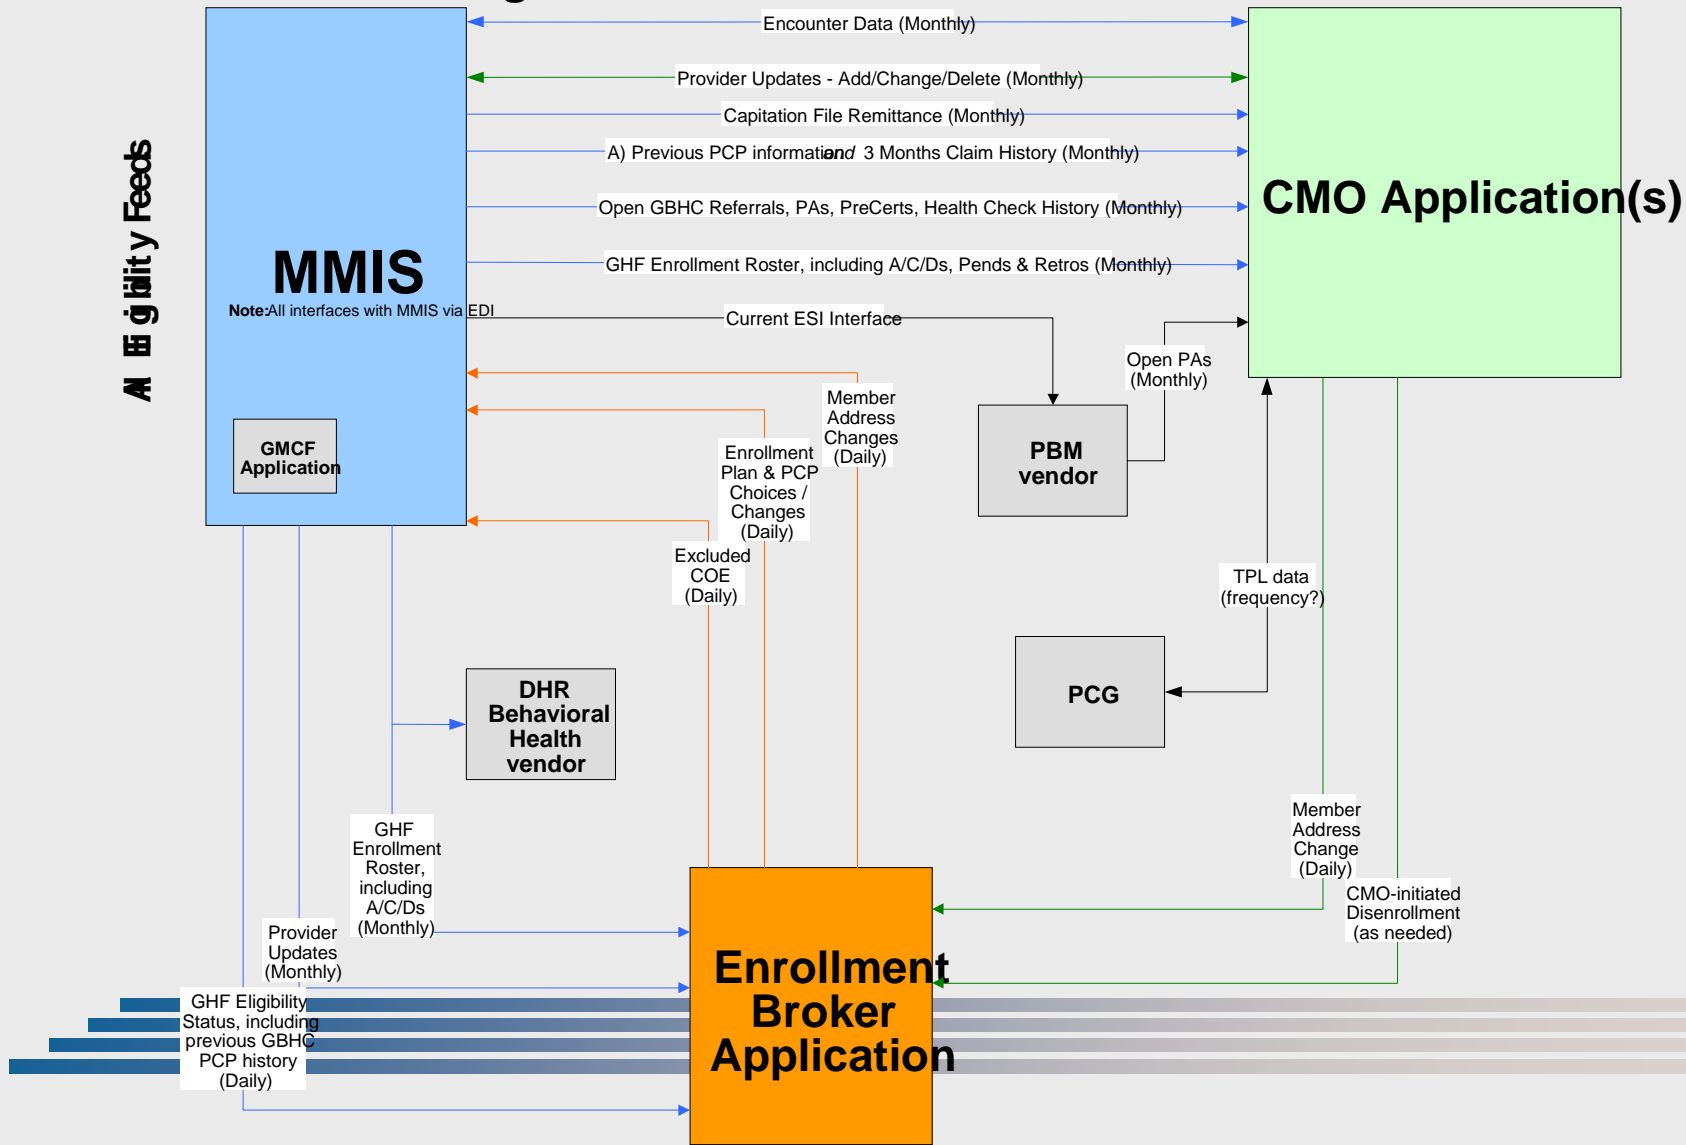 Encounter Data (Monthly)
Provider Updates - Add/Change/Delete (Monthly)
Capitation File Remittance (Monthly)
A) Previous PCP information and 3 Months Claim History (Monthly)
Open GBHC Referrals, PAs, PreCerts, Health Check History (Monthly)
GHF Enrollment Roster, including A/C/Ds, Pends & Retros (Monthly)
Current ESI Interface
Eligibility Feeds
MMIS
Note: All interfaces with MMIS via EDI
GMCF
Application
CMO Application(s)
Open PAs
(Monthly)
Member
Address
Changes
(Daily)
Enrollment
Plan & PCP
Choices /
Changes
(Daily)
Excluded
COE
(Daily)
PBM
vendor
TPL data
(frequency?)
PCG
DHR
Behavioral
Health
vendor
GHF
Enrollment
Roster,
including
A/C/Ds
(Monthly)
Provider
Updates
(Monthly)
GHF Eligibility
Status, including
previous GBHC
PCP history
(Daily)
Member
Address
Change
(Daily)
CMO-initiated
Disenrollment
(as needed)
Enrollment
Broker
Application